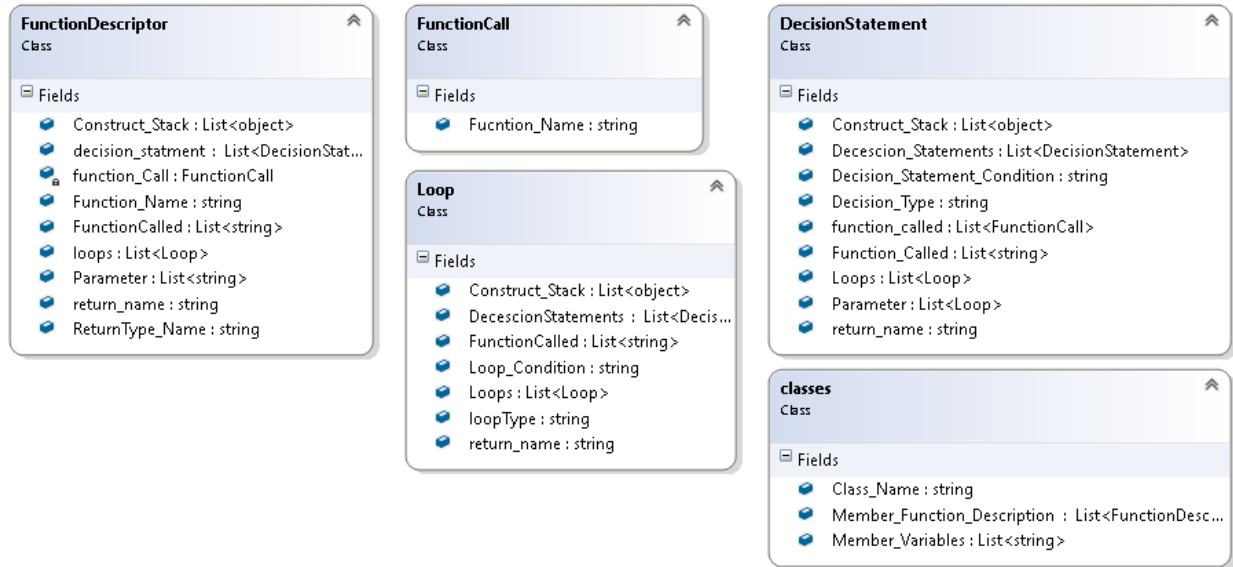 FunctionDescriptor
Class
Fields
Construct_Stack : List<object>
decision_statment : List<DecisionStat...
function_Call : FunctionCall
Function_Name : string
FunctionCalled : List<string>
loops : List<Loop>
Parameter : List<string>
return_name : string
ReturnType_Name : string
FunctionCall
Class
Fields
Fucntion_Name : string
Loop
Class
Fields
Construct_Stack : List<object>
DecescionStatements : List<Decis...
FunctionCalled : List<string>
Loop_Condition : string
Loops : List<Loop>
loopType : string
return_name : string
DecisionStatement
Class
Fields
Construct_Stack : List<object>
Decescion_Statements : List<DecisionStatement>
Decision_Statement_Condition : string
Decision_Type : string
function_called : List<FunctionCall>
Function_Called : List<string>
Loops : List<Loop>
Parameter : List<Loop>
return_name : string
classes
Class
Fields
Class_Name : string
Member_Function_Description : List<FunctionDesc...
Member_Variables : List<string>